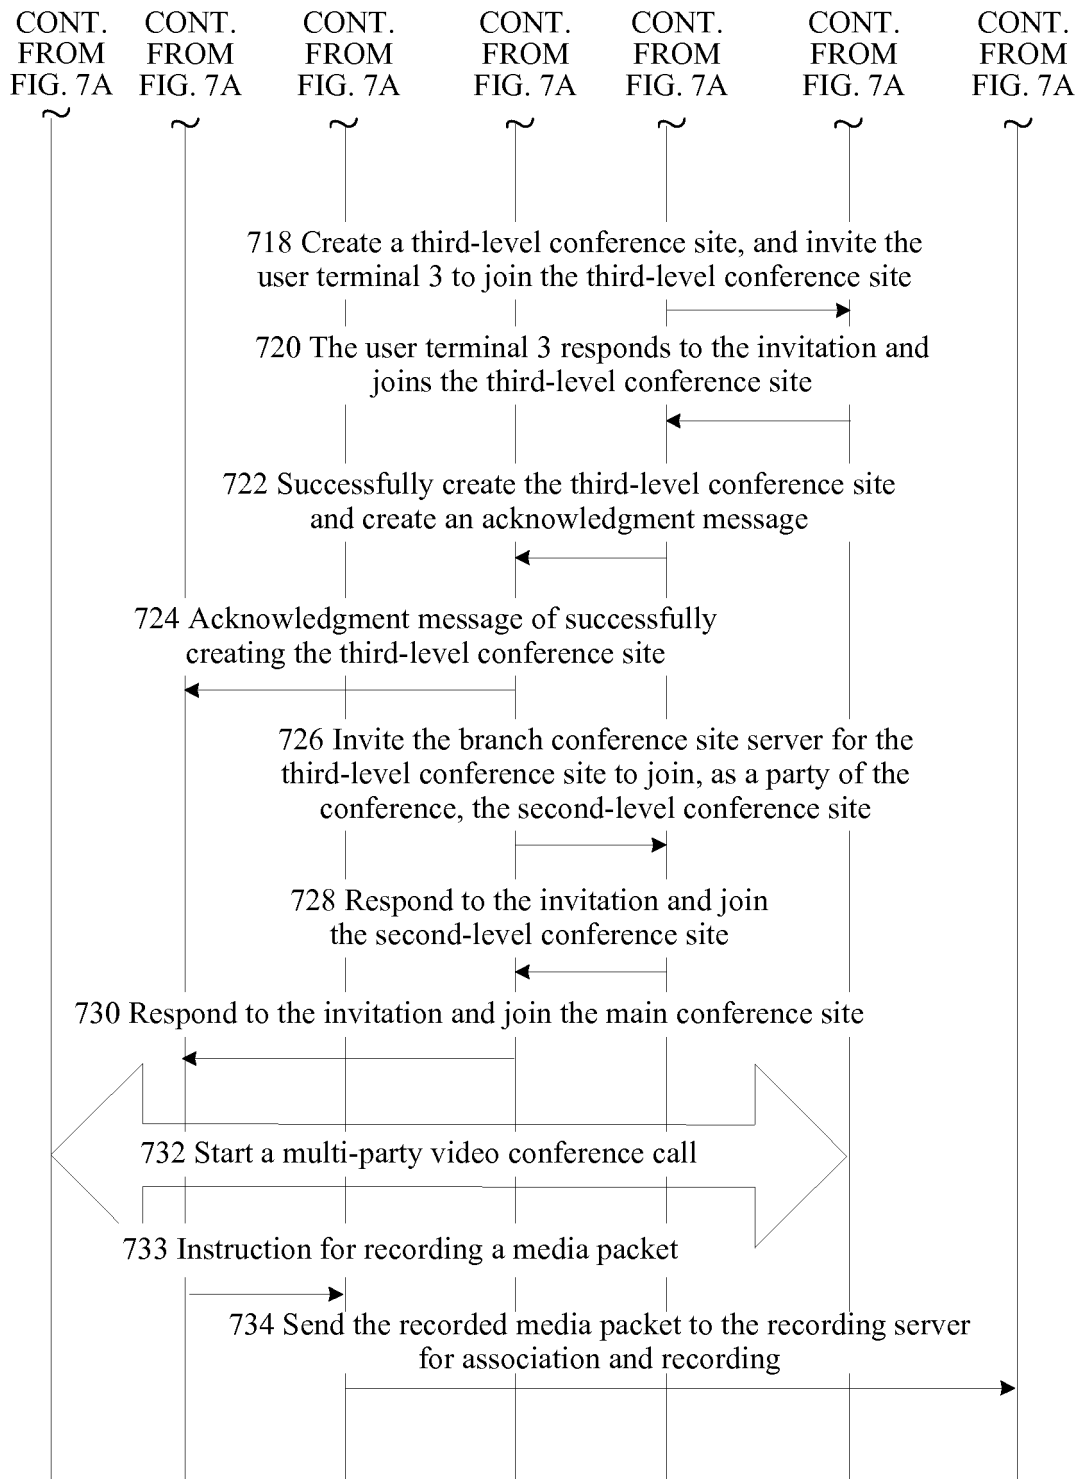 CONT. CONT. CONT. CONT. CONT. CONT. CONT.
FROM FROM FROM FROM FROM FROM FROM
FIG. 7A FIG. 7A FIG. 7A FIG. 7A FIG. 7A FIG. 7A FIG. 7A
718 Create a third-level conference site, and invite the
user terminal 3 to join the third-level conference site
720 The user terminal 3 responds to the invitation and
joins the third-level conference site
722 Successfully create the third-level conference site
and create an acknowledgment message
724 Acknowledgment message of successfully
creating the third-level conference site
726 Invite the branch conference site server for the
third-level conference site to join, as a party of the
conference, the second-level conference site
728 Respond to the invitation and join
the second-level conference site
730 Respond to the invitation and join the main conference site
732 Start a multi-party video conference call
733 Instruction for recording a media packet
734 Send the recorded media packet to the recording server
for association and recording